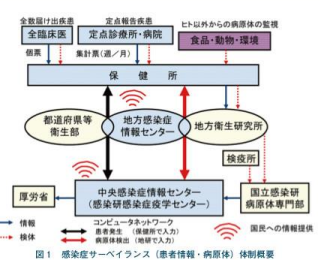 全数届け出疾患
定点報告疾患
ヒト以外からの病原体の監視
全臨床医
定点診療所・病院
食品・動物・環境
個票
集計票(週／月)
保健所
都道府県等
衛生部
地方感染症
情報センター
地方衛生研究所
検疫所
厚労省
中央感染症情報センター
(感染研感染症疫学センター)
国立感染研
病原体専門部
情報
検体
コンピュータネットワーク
患者発生 (保健所で入力)
病原体検出 (地研で入力)
国民への情報提供
図1 感染症サーベイランス(患者情報・病原体)体制概要